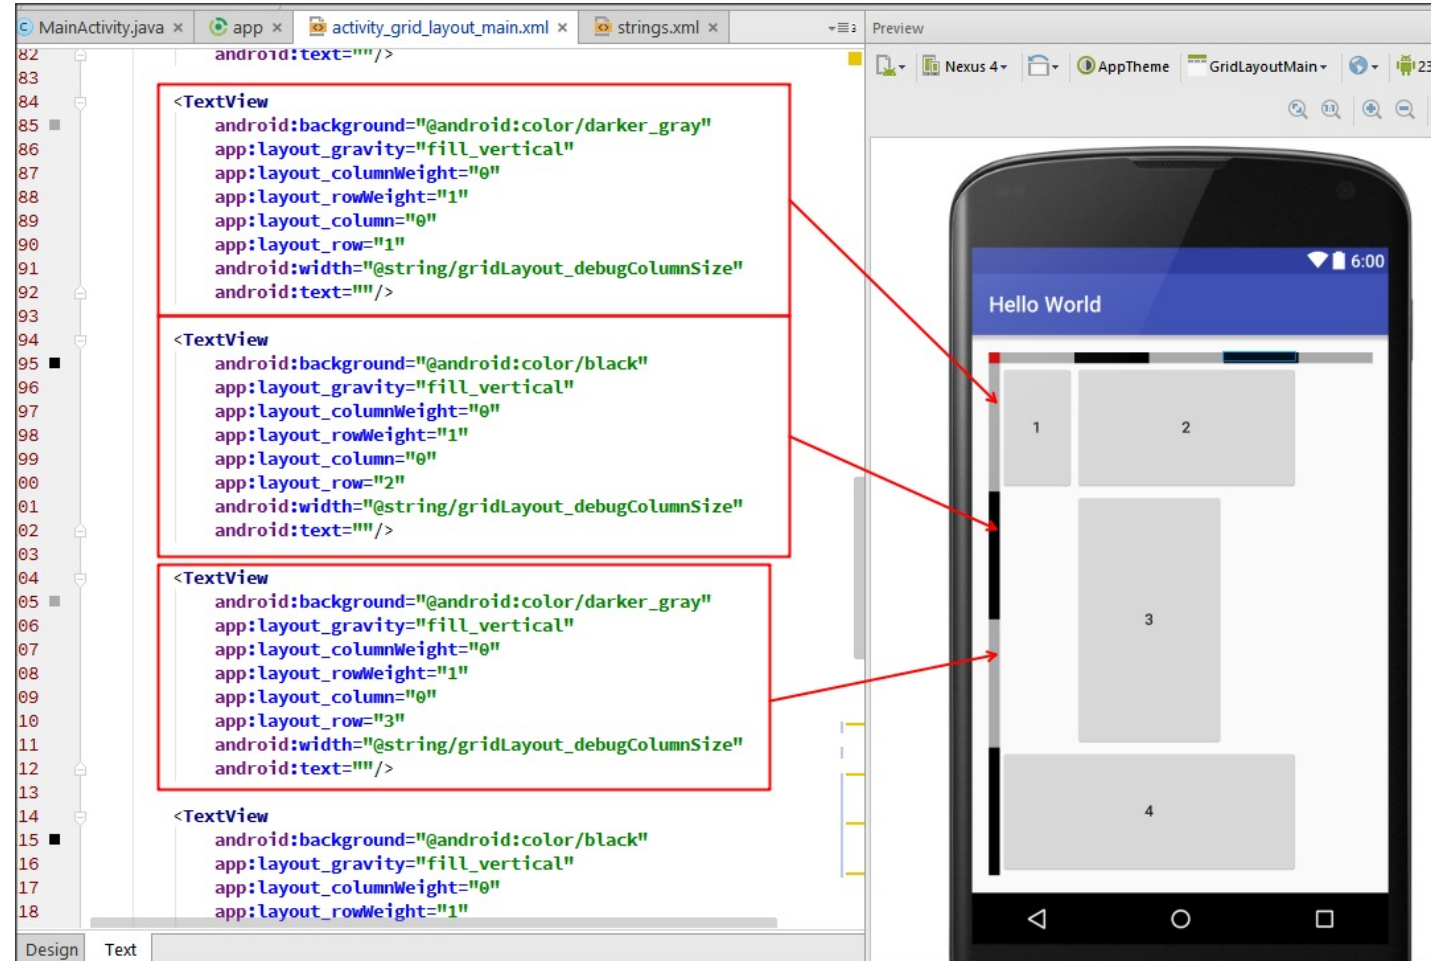 MainActivity.java × app × activity_grid_layout_main.xml × strings.xml ×
82 android:text=""/>
83
84 <TextView
85 android:background="@android:color/darker_gray"
86 app:layout_gravity="fill_vertical"
87 app:layout_columnWeight="0"
88 app:layout_rowWeight="1"
89 app:layout_column="0"
90 app:layout_row="1"
91 android:width="@string/gridLayout_debugColumnSize"
92 android:text=""/>
93
94 <TextView
95 android:background="@android:color/black"
96 app:layout_gravity="fill_vertical"
97 app:layout_columnWeight="0"
98 app:layout_rowWeight="1"
99 app:layout_column="0"
00 app:layout_row="2"
01 android:width="@string/gridLayout_debugColumnSize"
02 android:text=""/>
03
04 <TextView
05 android:background="@android:color/darker_gray"
06 app:layout_gravity="fill_vertical"
07 app:layout_columnWeight="0"
08 app:layout_rowWeight="1"
09 app:layout_column="0"
10 app:layout_row="3"
11 android:width="@string/gridLayout_debugColumnSize"
12 android:text=""/>
13
14 <TextView
15 android:background="@android:color/black"
16 app:layout_gravity="fill_vertical"
17 app:layout_columnWeight="0"
18 app:layout_rowWeight="1"
Design Text
Preview
Nexus 4 AppTheme GridLayoutMain 23
1:1
6:00
Hello World
1 2
3
4